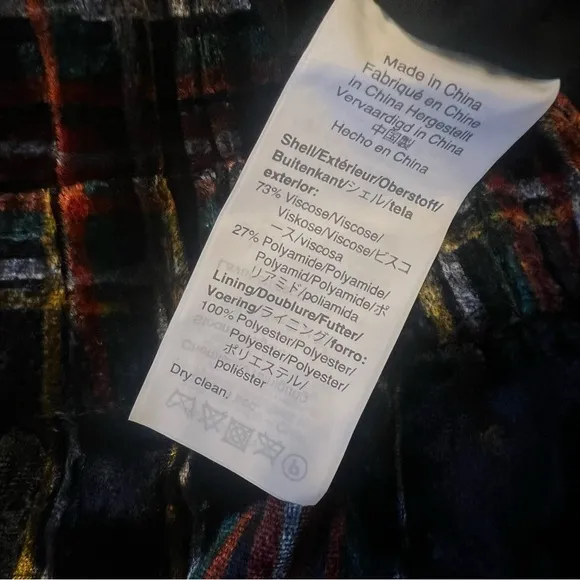 Made in China
Fabriqué en Chine
in China Hergestellt
Vervaardigd in China
中国製
Hecho en China
Shell/Extérieur/Oberstoff/
Buitenkant/シェル/tela
exterior:
73% Viscose/Viscose/
Viskose/Viscose/ビスコ
ース/viscosa
27% Polyamide/Polyamide/
Polyamid/Polyamide/ポ
リアミド/poliamida
Lining/Doublure/Futter/
Voering/ライニング/forro:
100% Polyester/Polyester/
Polyester/Polyester/
ポリエステル/
poliéster
Dry clean.